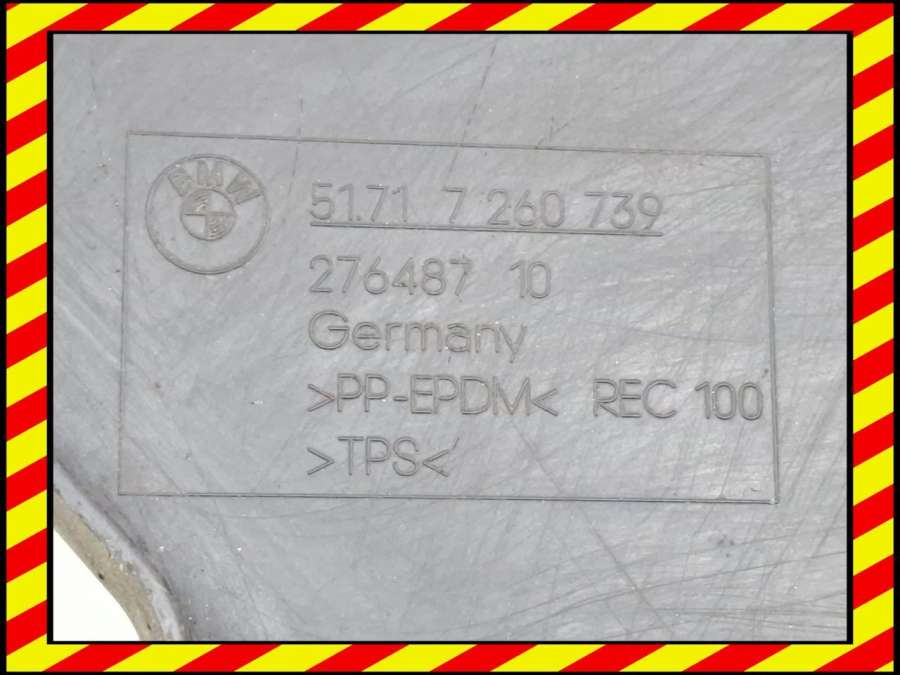 BMW
51.71 7 260 739
276487 10
Germany
>PP-EPDM< REC 100
>TPS<